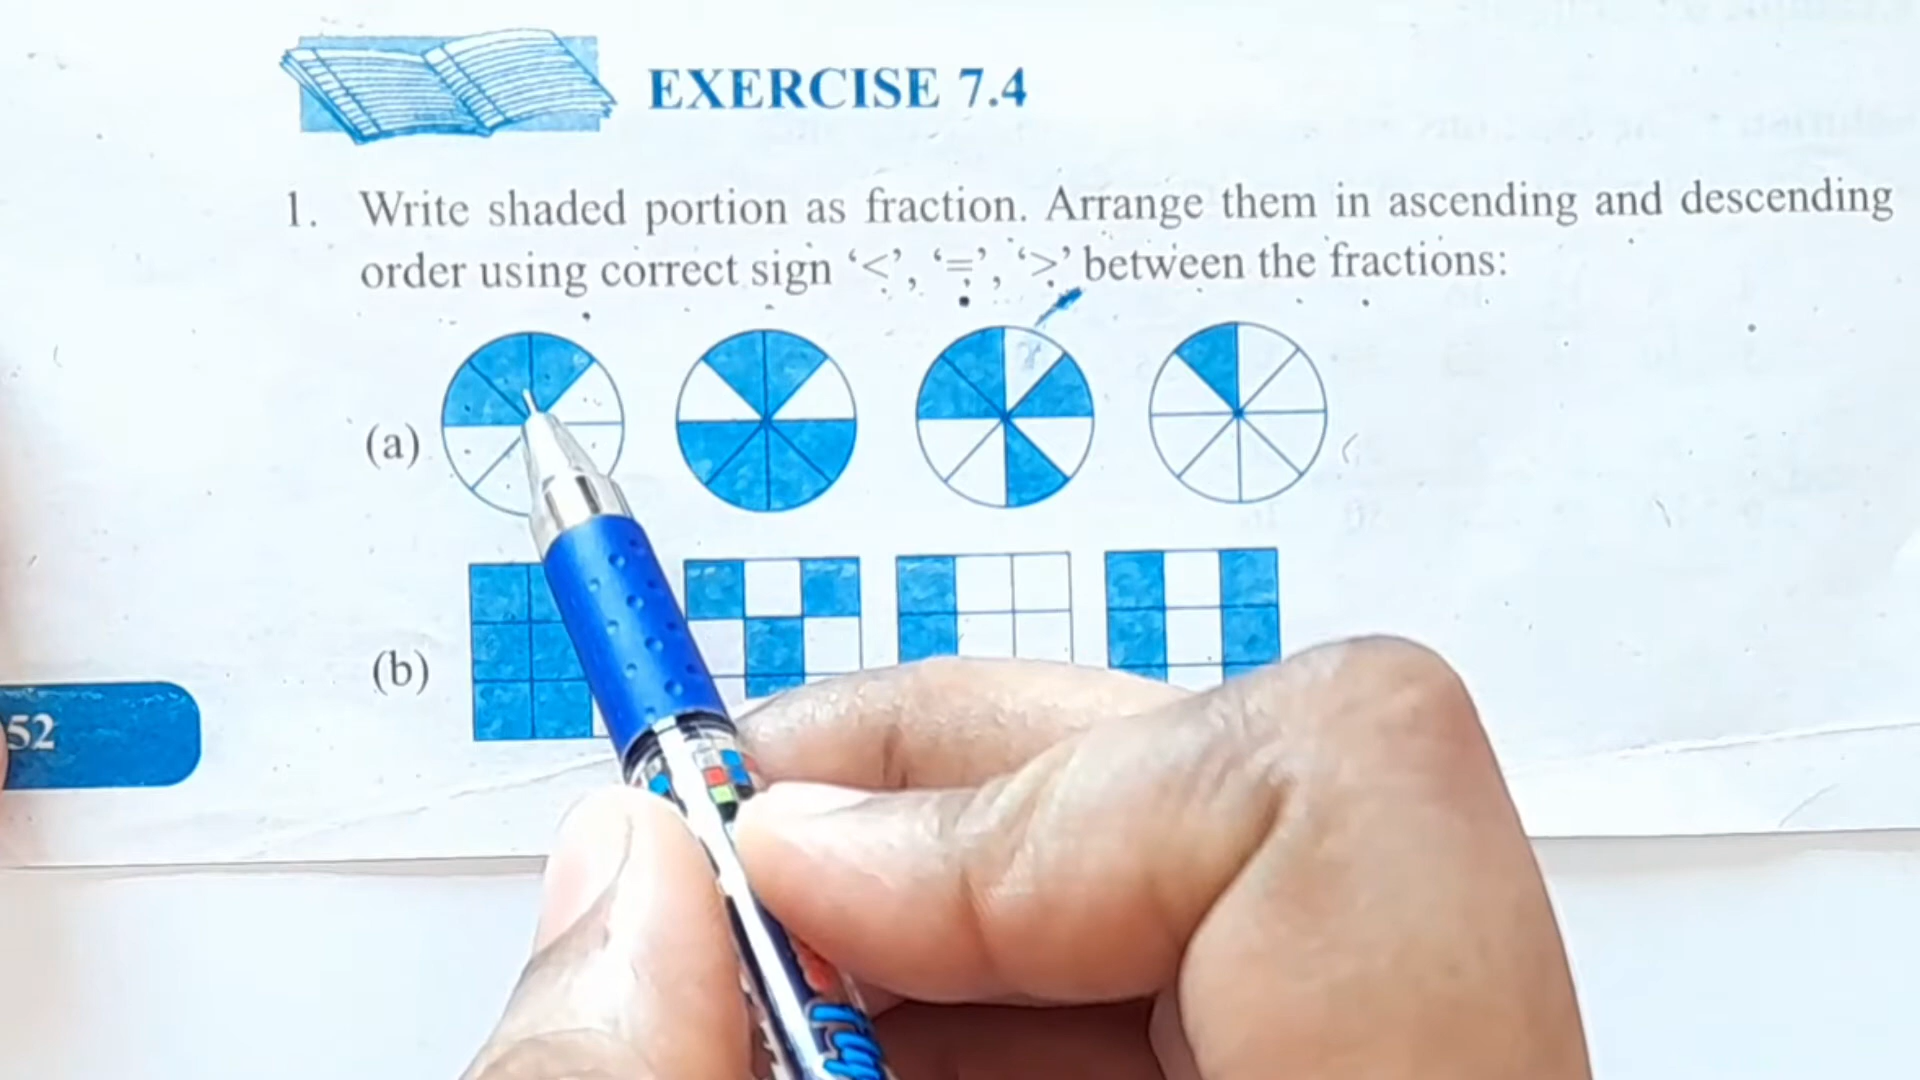 EXERCISE 7.4
1. Write shaded portion as fraction. Arrange them in ascending and descending
order using correct sign ‘<’, ‘=’, ‘>’ between the fractions:
(a)
(b)
52